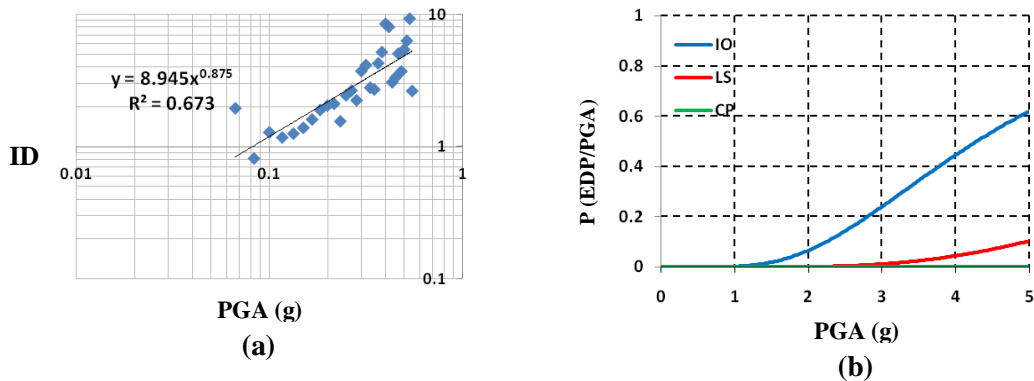 10
y = 8.945x^0.875
R² = 0.673
ID
1
0.01
0.1
1
0.1
PGA (g)
(a)
1
IO
LS
CP
0.8
0.6
0.4
0.2
0
P (EDP/PGA)
0
1
2
3
4
5
PGA (g)
(b)